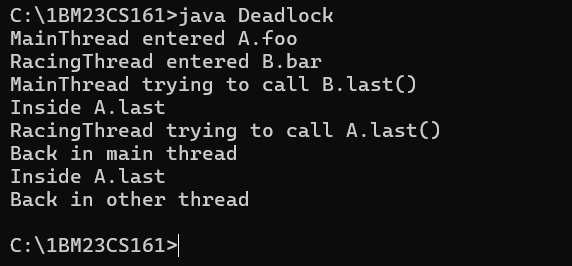 C:\1BM23CS161>java Deadlock
MainThread entered A.foo
RacingThread entered B.bar
MainThread trying to call B.last()
Inside A.last
RacingThread trying to call A.last()
Back in main thread
Inside A.last
Back in other thread
C:\1BM23CS161>